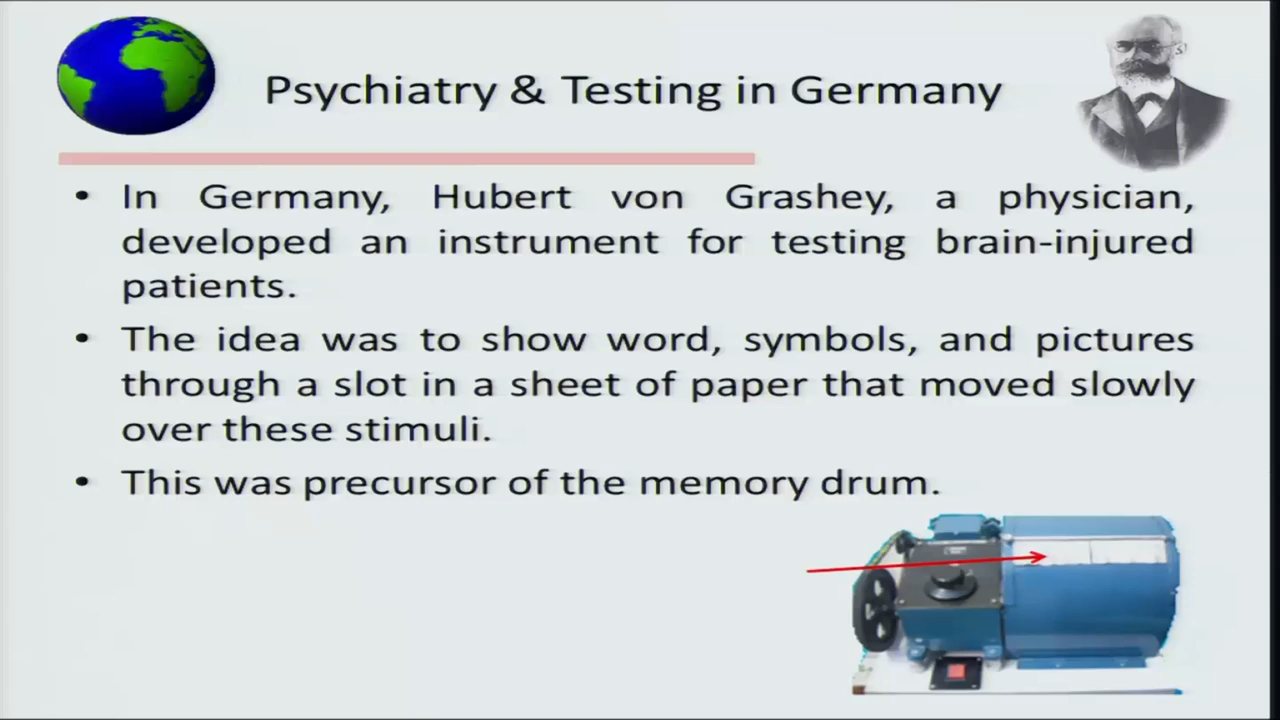 Psychiatry & Testing in Germany
• In Germany, Hubert von Grashey, a physician,
developed an instrument for testing brain-injured
patients.
• The idea was to show word, symbols, and pictures
through a slot in a sheet of paper that moved slowly
over these stimuli.
• This was precursor of the memory drum.